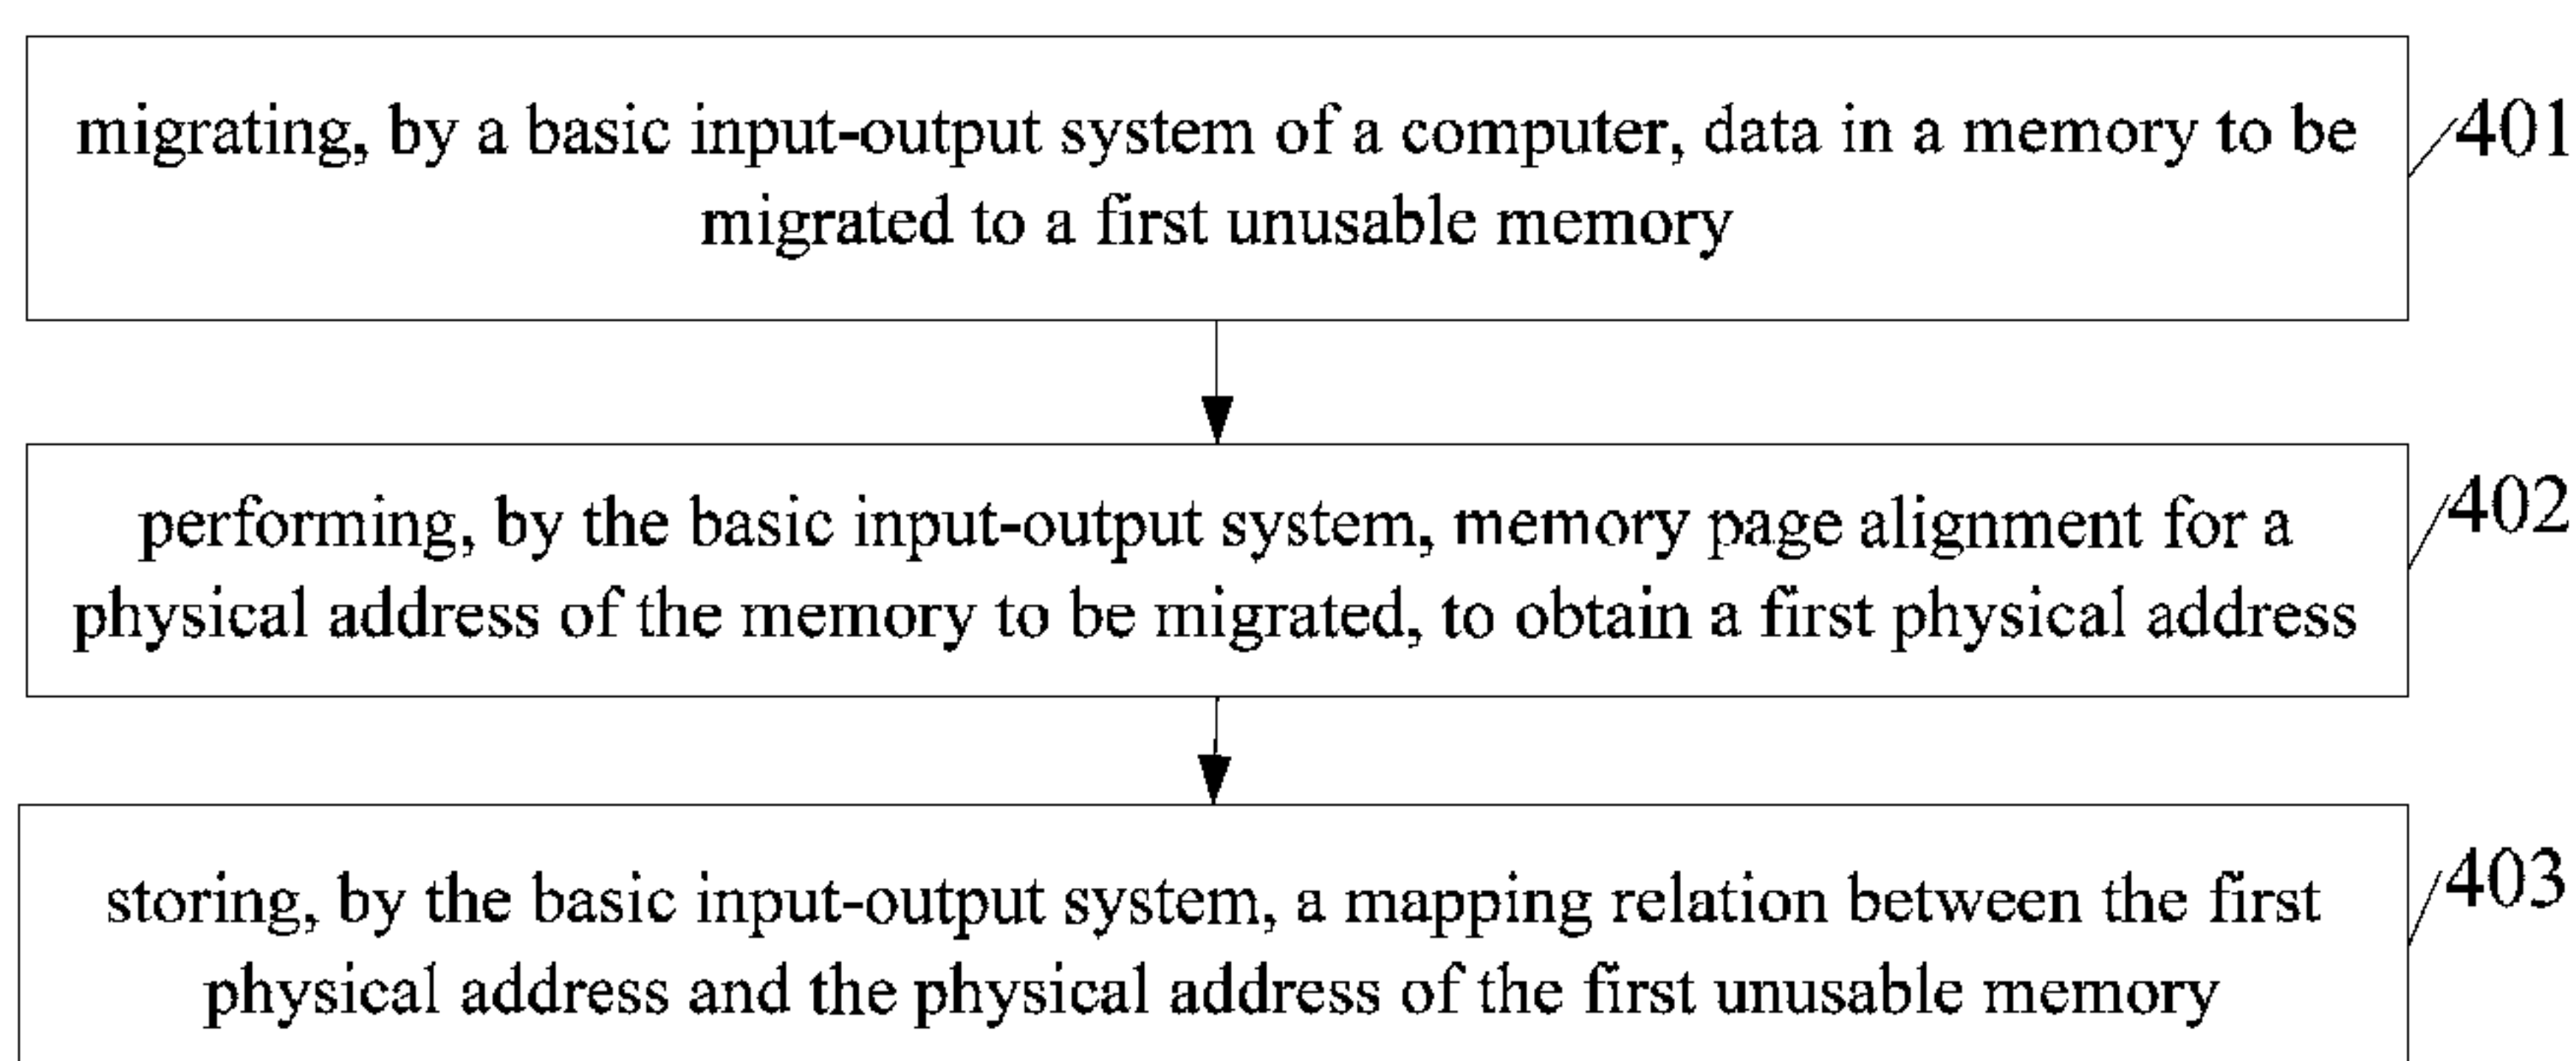 migrating, by a basic input-output system of a computer, data in a memory to be
migrated to a first unusable memory
401
performing, by the basic input-output system, memory page alignment for a
physical address of the memory to be migrated, to obtain a first physical address
402
storing, by the basic input-output system, a mapping relation between the first
physical address and the physical address of the first unusable memory
403